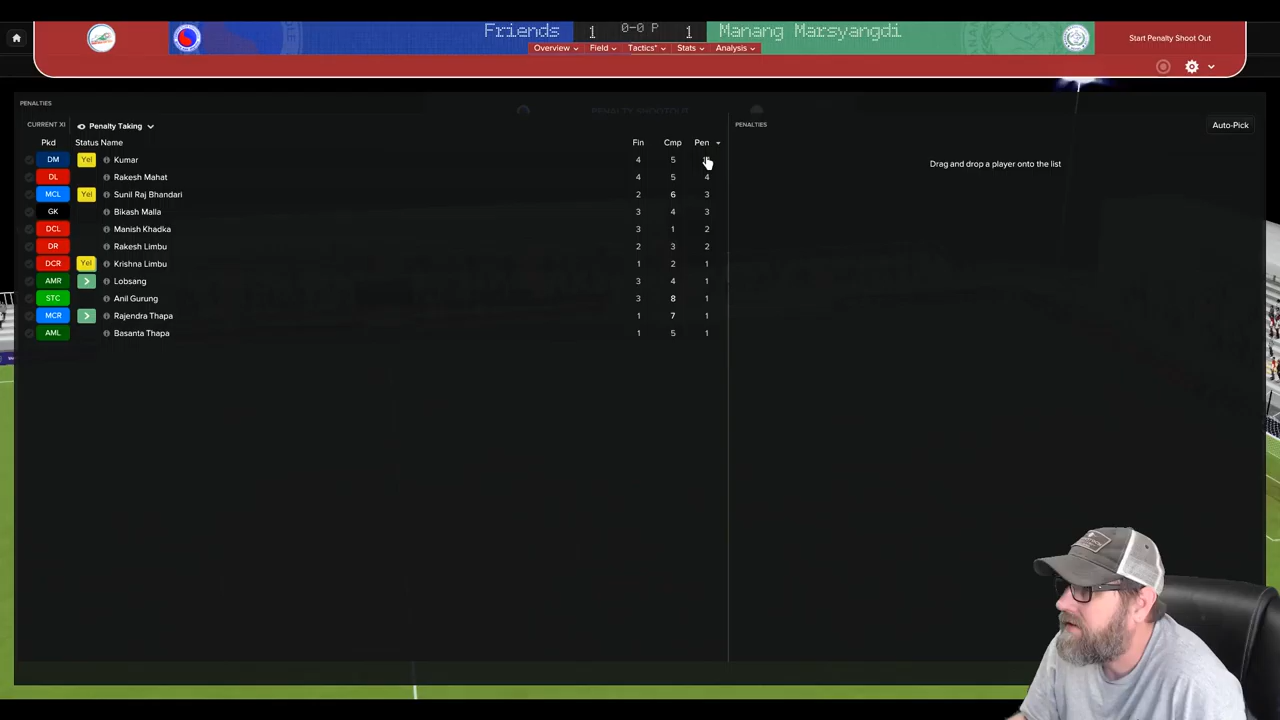 Friends 1 0-0 P 1 Manang Marsyangdi
Overview Field Tactics* Stats Analysis
Start Penalty Shoot Out
PENALTIES
PENALTY SHOOTOUT
CURRENT XI Penalty Taking
Pkd Status Name Fin Cmp Pen
DM Yel Kumar 4 5
DL Rakesh Mahat 4 5 4
MCL Yel Sunil Raj Bhandari 2 6 3
GK Bikash Malla 3 4 3
DCL Manish Khadka 3 1 2
DR Rakesh Limbu 2 3 2
DCR Yel Krishna Limbu 1 2 1
AMR Lobsang 3 4 1
STC Anil Gurung 3 8 1
MCR Rajendra Thapa 1 7 1
AML Basanta Thapa 1 5 1
PENALTIES Auto-Pick
Drag and drop a player onto the list